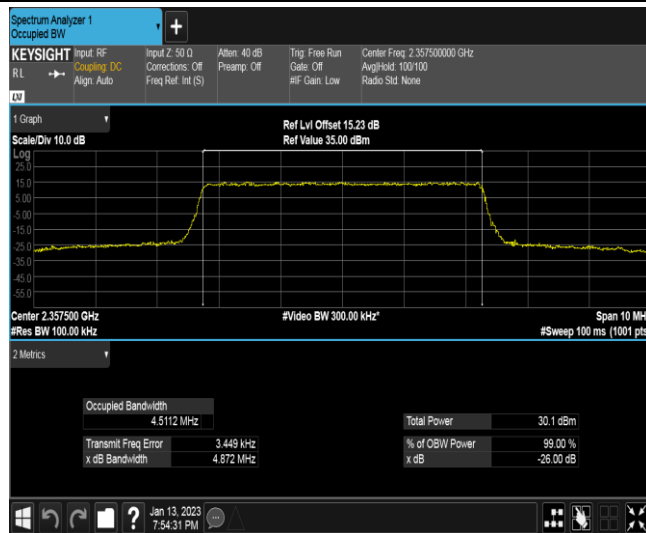 Spectrum Analyzer 1
Occupied BW
+
KEYSIGHT
RL
Input: RF
Coupling: DC
Align: Auto
Input Z: 50 Ω
Corrections: Off
Freq Ref: Int (S)
Atten: 40 dB
Preamp: Off
Trig: Free Run
Gate: Off
#IF Gain: Low
Center Freq: 2.357500000 GHz
Avg|Hold: 100/100
Radio Std: None
1 Graph
Scale/Div 10.0 dB
Ref Lvl Offset 15.23 dB
Ref Value 35.00 dBm
Log
25.0
15.0
5.00
-5.00
-15.0
-25.0
-35.0
-45.0
-55.0
Center 2.357500 GHz
#Video BW 300.00 kHz*
Span 10 MH
#Res BW 100.00 kHz
#Sweep 100 ms (1001 pts
2 Metrics
Occupied Bandwidth
4.5112 MHz
Total Power 30.1 dBm
Transmit Freq Error 3.449 kHz
% of OBW Power 99.00 %
x dB Bandwidth 4.872 MHz
x dB -26.00 dB
?
Jan 13, 2023
7:54:31 PM